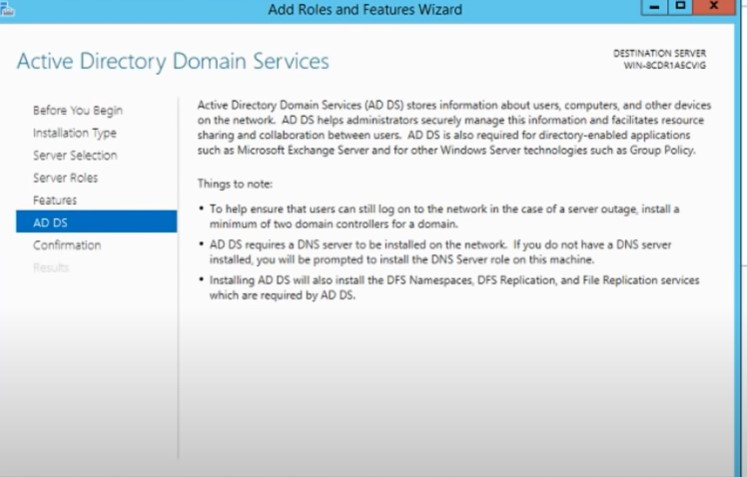 Add Roles and Features Wizard
Active Directory Domain Services
DESTINATION SERVER
WIN-8CDR1A5CVIG
Before You Begin
Installation Type
Server Selection
Server Roles
Features
AD DS
Confirmation
Results
Active Directory Domain Services (AD DS) stores information about users, computers, and other devices
on the network. AD DS helps administrators securely manage this information and facilitates resource
sharing and collaboration between users. AD DS is also required for directory-enabled applications
such as Microsoft Exchange Server and for other Windows Server technologies such as Group Policy.
Things to note:
• To help ensure that users can still log on to the network in the case of a server outage, install a
minimum of two domain controllers for a domain.
• AD DS requires a DNS server to be installed on the network. If you do not have a DNS server
installed, you will be prompted to install the DNS Server role on this machine.
• Installing AD DS will also install the DFS Namespaces, DFS Replication, and File Replication services
which are required by AD DS.